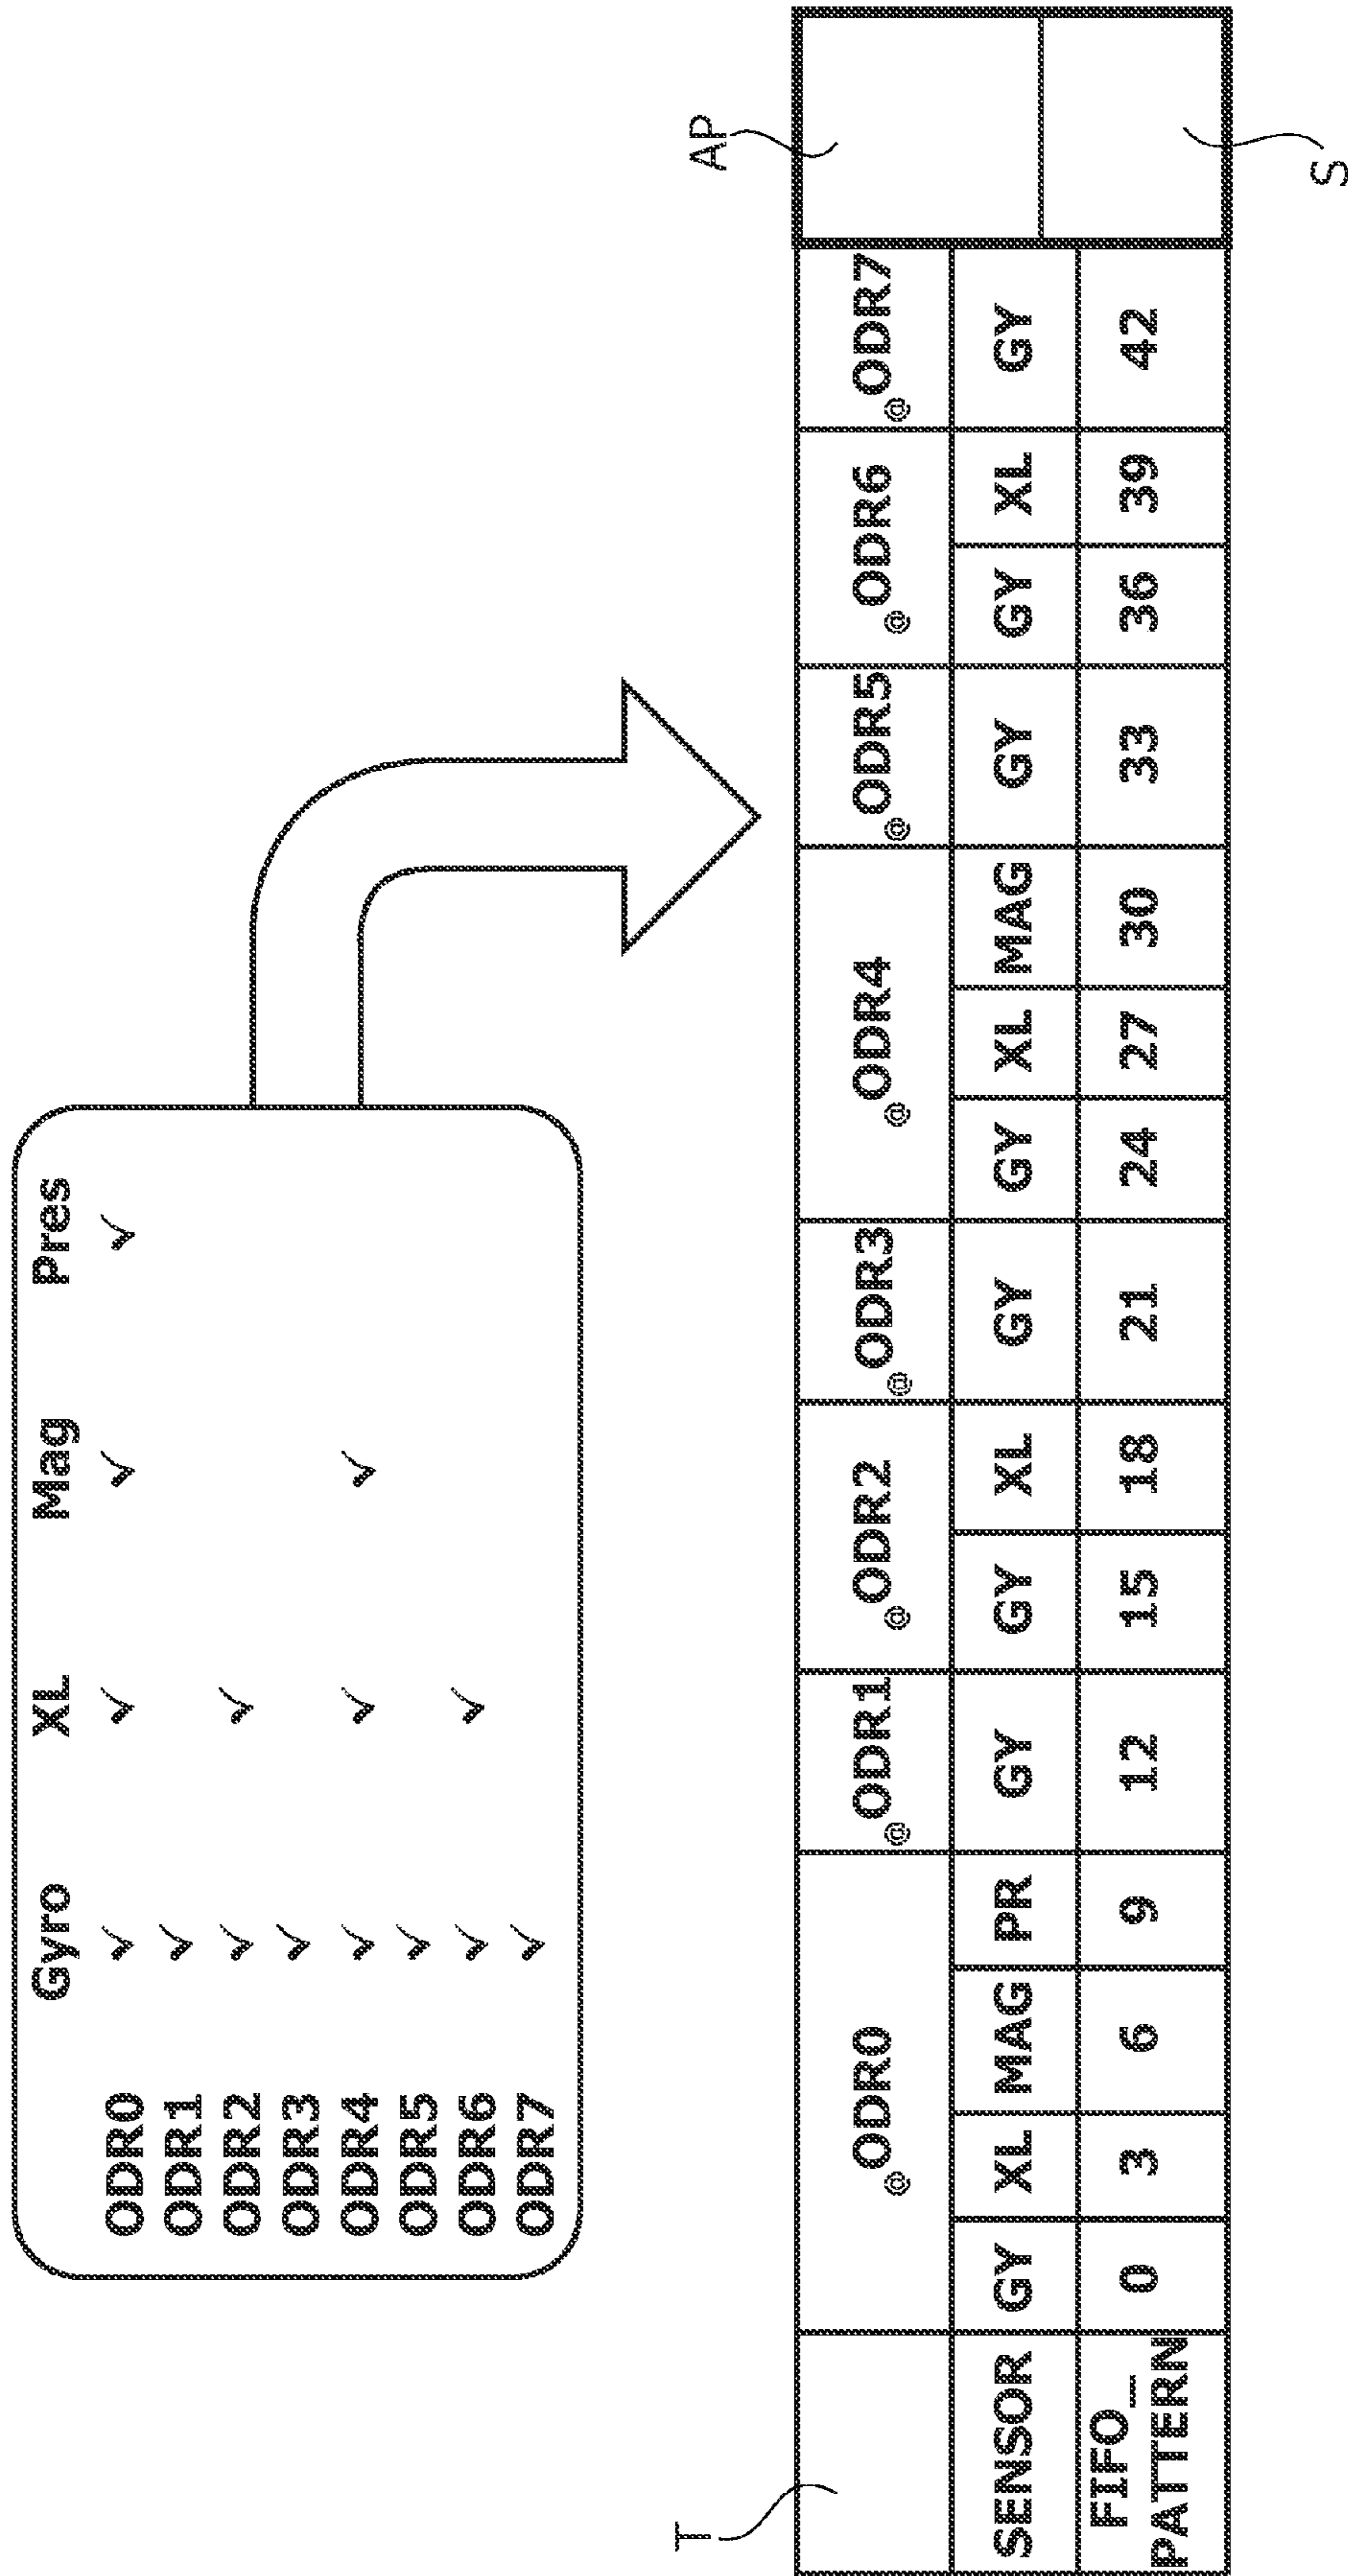 Gyro XL Mag Pres
ODR0 ✓ ✓ ✓ ✓
ODR1 ✓
ODR2 ✓ ✓
ODR3 ✓
ODR4 ✓ ✓ ✓
ODR5 ✓
ODR6 ✓ ✓
ODR7 ✓
T
AP
@ODR0 @ODR1 @ODR2 @ODR3 @ODR4 @ODR5 @ODR6 @ODR7
SENSOR GY XL MAG PR GY GY XL GY GY XL MAG GY GY XL GY
FIFO_
PATTERN 0 3 6 9 12 15 18 21 24 27 30 33 36 39 42
S